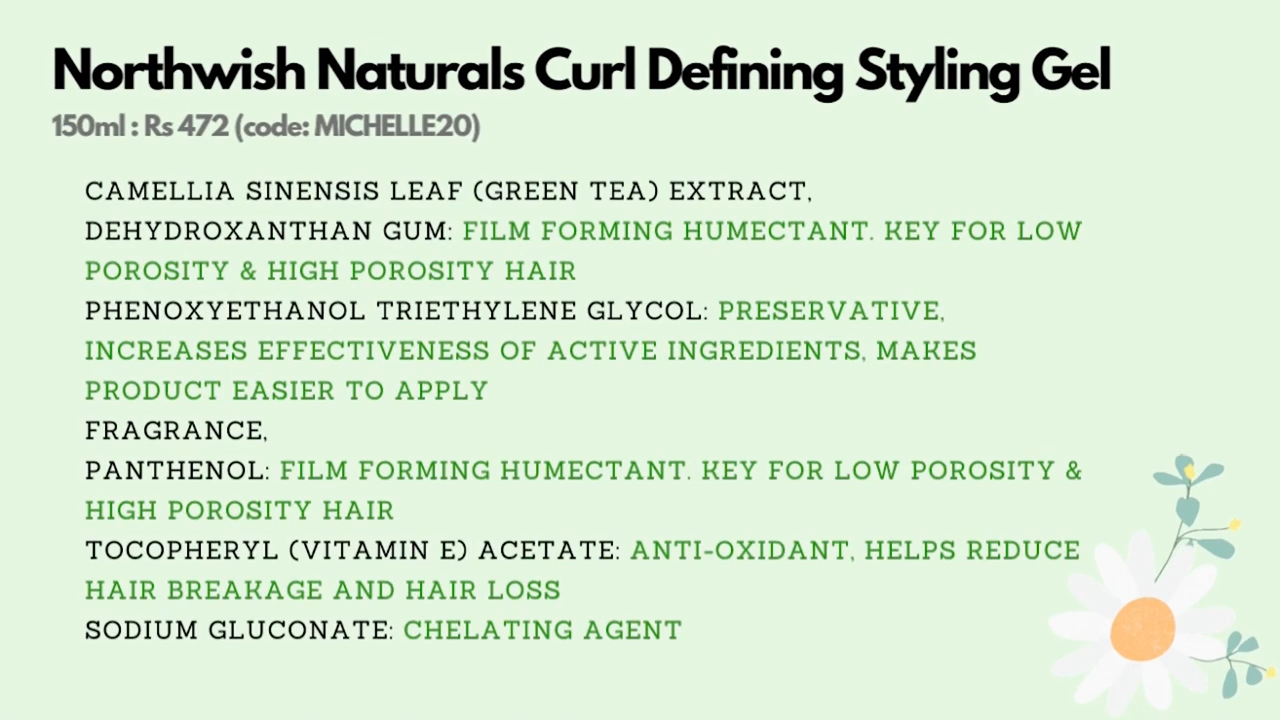 Northwish Naturals Curl Defining Styling Gel
150ml : Rs 472 (code: MICHELLE20)
CAMELLIA SINENSIS LEAF (GREEN TEA) EXTRACT,
DEHYDROXANTHAN GUM: FILM FORMING HUMECTANT. KEY FOR LOW
POROSITY & HIGH POROSITY HAIR
PHENOXYETHANOL TRIETHYLENE GLYCOL: PRESERVATIVE,
INCREASES EFFECTIVENESS OF ACTIVE INGREDIENTS, MAKES
PRODUCT EASIER TO APPLY
FRAGRANCE,
PANTHENOL: FILM FORMING HUMECTANT. KEY FOR LOW POROSITY &
HIGH POROSITY HAIR
TOCOPHERYL (VITAMIN E) ACETATE: ANTI-OXIDANT, HELPS REDUCE
HAIR BREAKAGE AND HAIR LOSS
SODIUM GLUCONATE: CHELATING AGENT